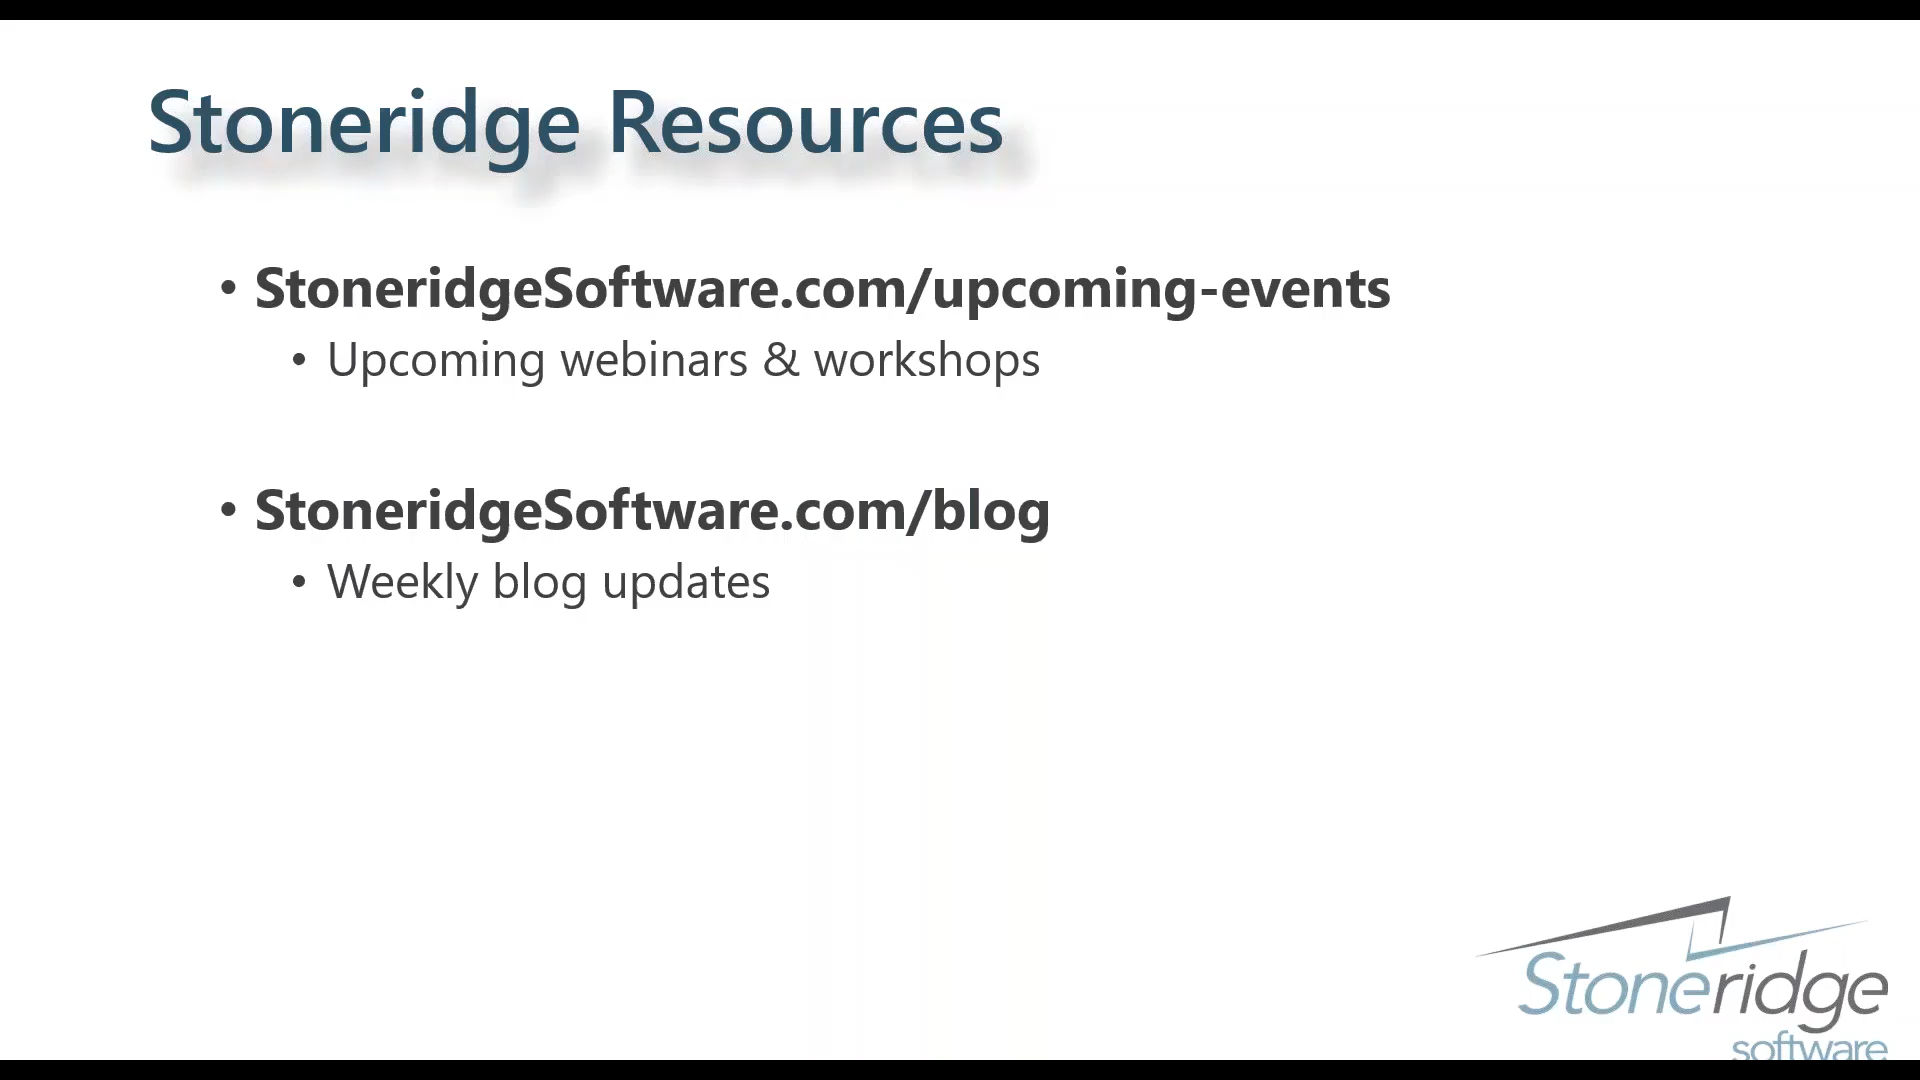 Stoneridge Resources
• StoneridgeSoftware.com/upcoming-events
• Upcoming webinars & workshops
• StoneridgeSoftware.com/blog
• Weekly blog updates
Stoneridge
software